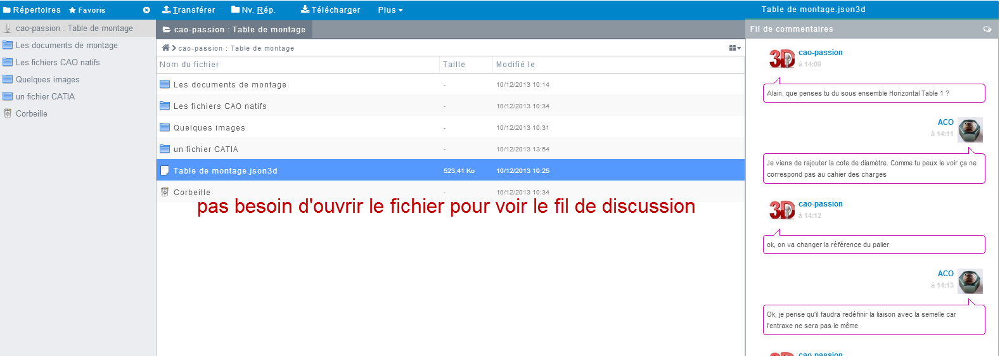 Répertoires Favoris
Transférer Nv. Rép. Télécharger Plus
Table de montage.json3d
cao-passion : Table de montage
Les documents de montage
Les fichiers CAO natifs
Quelques images
un fichier CATIA
Corbeille
cao-passion : Table de montage
cao-passion : Table de montage
Nom du fichier Taille Modifié le
Les documents de montage - 10/12/2013 10:14
Les fichiers CAO natifs - 10/12/2013 10:34
Quelques images - 10/12/2013 10:31
un fichier CATIA - 10/12/2013 13:54
Table de montage.json3d 523,41 Ko 10/12/2013 10:25
Corbeille - 10/12/2013 10:34
pas besoin d'ouvrir le fichier pour voir le fil de discussion
Fil de commentaires
3D
cao-passion
à 14:09
Alain, que penses tu du sous ensemble Horizontal Table 1 ?
ACO
à 14:11
Je viens de rajouter la cote de diamètre. Comme tu peux le voir ça ne
correspond pas au cahier des charges
3D
cao-passion
à 14:12
ok, on va changer la référence du palier
ACO
à 14:13
Ok, je pense qu'il faudra redéfinir la liaison avec la semelle car
l'entraxe ne sera pas le même
3D
cao-passion